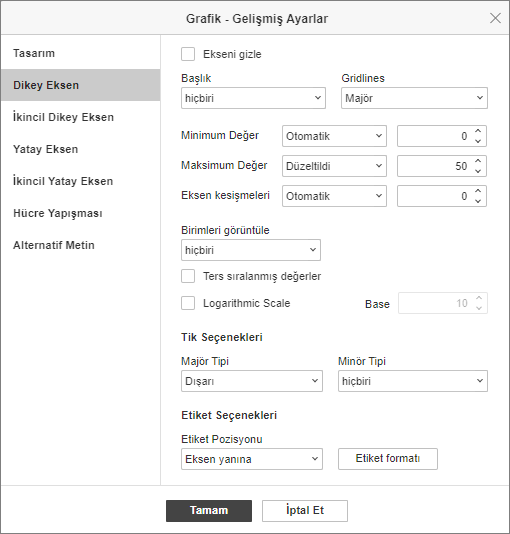 Grafik - Gelişmiş Ayarlar
Tasarım
Dikey Eksen
İkincil Dikey Eksen
Yatay Eksen
İkincil Yatay Eksen
Hücre Yapışması
Alternatif Metin
Ekseni gizle
Başlık Gridlines
hiçbiri Majör
Minimum Değer Otomatik 0
Maksimum Değer Düzeltildi 50
Eksen kesişmeleri Otomatik 0
Birimleri görüntüle
hiçbiri
Ters sıralanmış değerler
Logarithmic Scale Base 10
Tik Seçenekleri
Majör Tipi Minör Tipi
Dışarı hiçbiri
Etiket Seçenekleri
Etiket Pozisyonu
Eksen yanına Etiket formatı
Tamam İptal Et